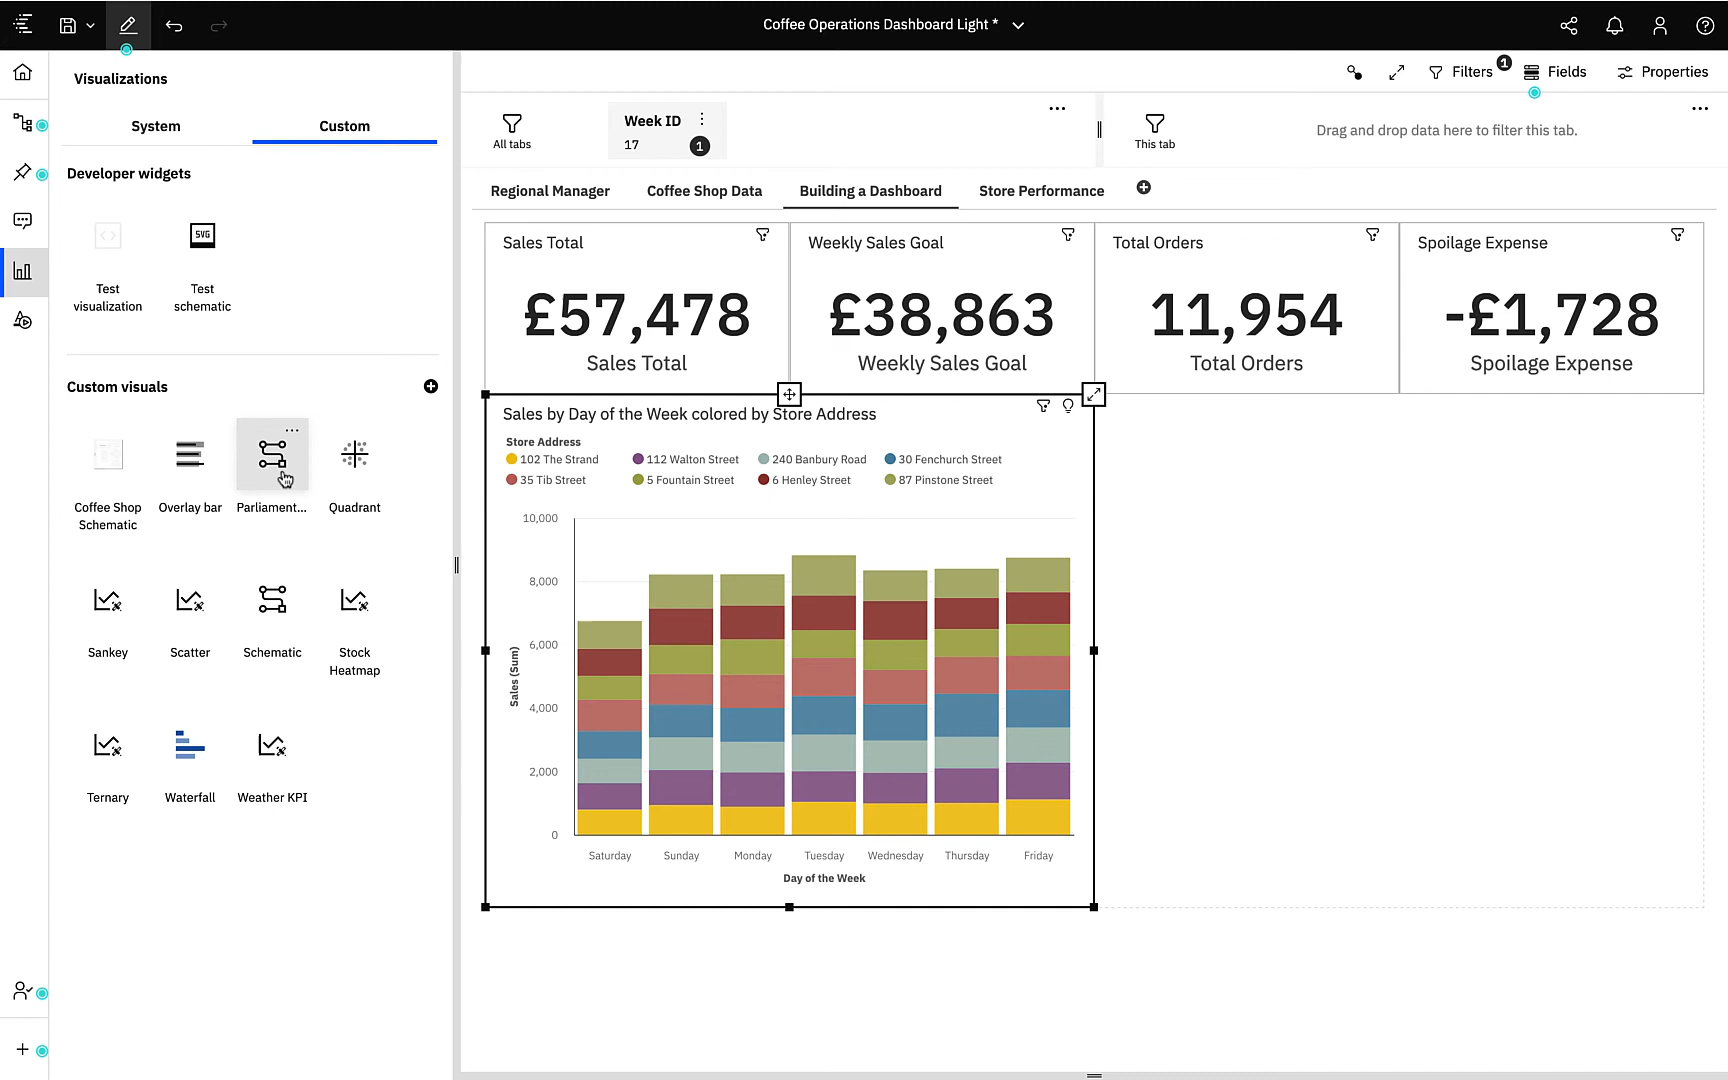 Coffee Operations Dashboard Light *
Visualizations
System
Custom
Developer widgets
SVG
Test
visualization
Test
schematic
Custom visuals
Coffee Shop
Schematic
Overlay bar
Parliament...
Quadrant
Sankey
Scatter
Schematic
Stock
Heatmap
Ternary
Waterfall
Weather KPI
Filters
1
Fields
Properties
All tabs
Week ID
17
1
This tab
Drag and drop data here to filter this tab.
Regional Manager
Coffee Shop Data
Building a Dashboard
Store Performance
Sales Total
£57,478
Sales Total
Weekly Sales Goal
£38,863
Weekly Sales Goal
Total Orders
11,954
Total Orders
Spoilage Expense
-£1,728
Spoilage Expense
Sales by Day of the Week colored by Store Address
Store Address
102 The Strand
112 Walton Street
240 Banbury Road
30 Fenchurch Street
35 Tib Street
5 Fountain Street
6 Henley Street
87 Pinstone Street
10,000
8,000
6,000
4,000
2,000
0
Sales (Sum)
Saturday
Sunday
Monday
Tuesday
Wednesday
Thursday
Friday
Day of the Week